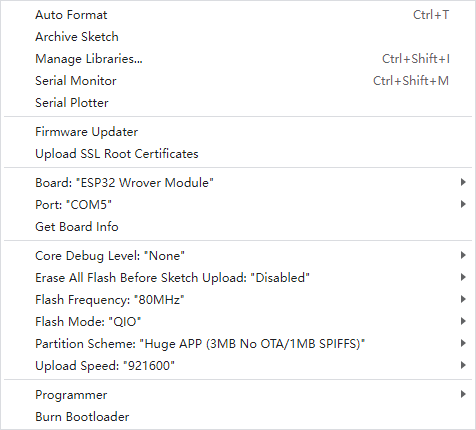 Auto Format Ctrl+T
Archive Sketch
Manage Libraries... Ctrl+Shift+I
Serial Monitor Ctrl+Shift+M
Serial Plotter
Firmware Updater
Upload SSL Root Certificates
Board: "ESP32 Wrover Module"
Port: "COM5"
Get Board Info
Core Debug Level: "None"
Erase All Flash Before Sketch Upload: "Disabled"
Flash Frequency: "80MHz"
Flash Mode: "QIO"
Partition Scheme: "Huge APP (3MB No OTA/1MB SPIFFS)"
Upload Speed: "921600"
Programmer
Burn Bootloader